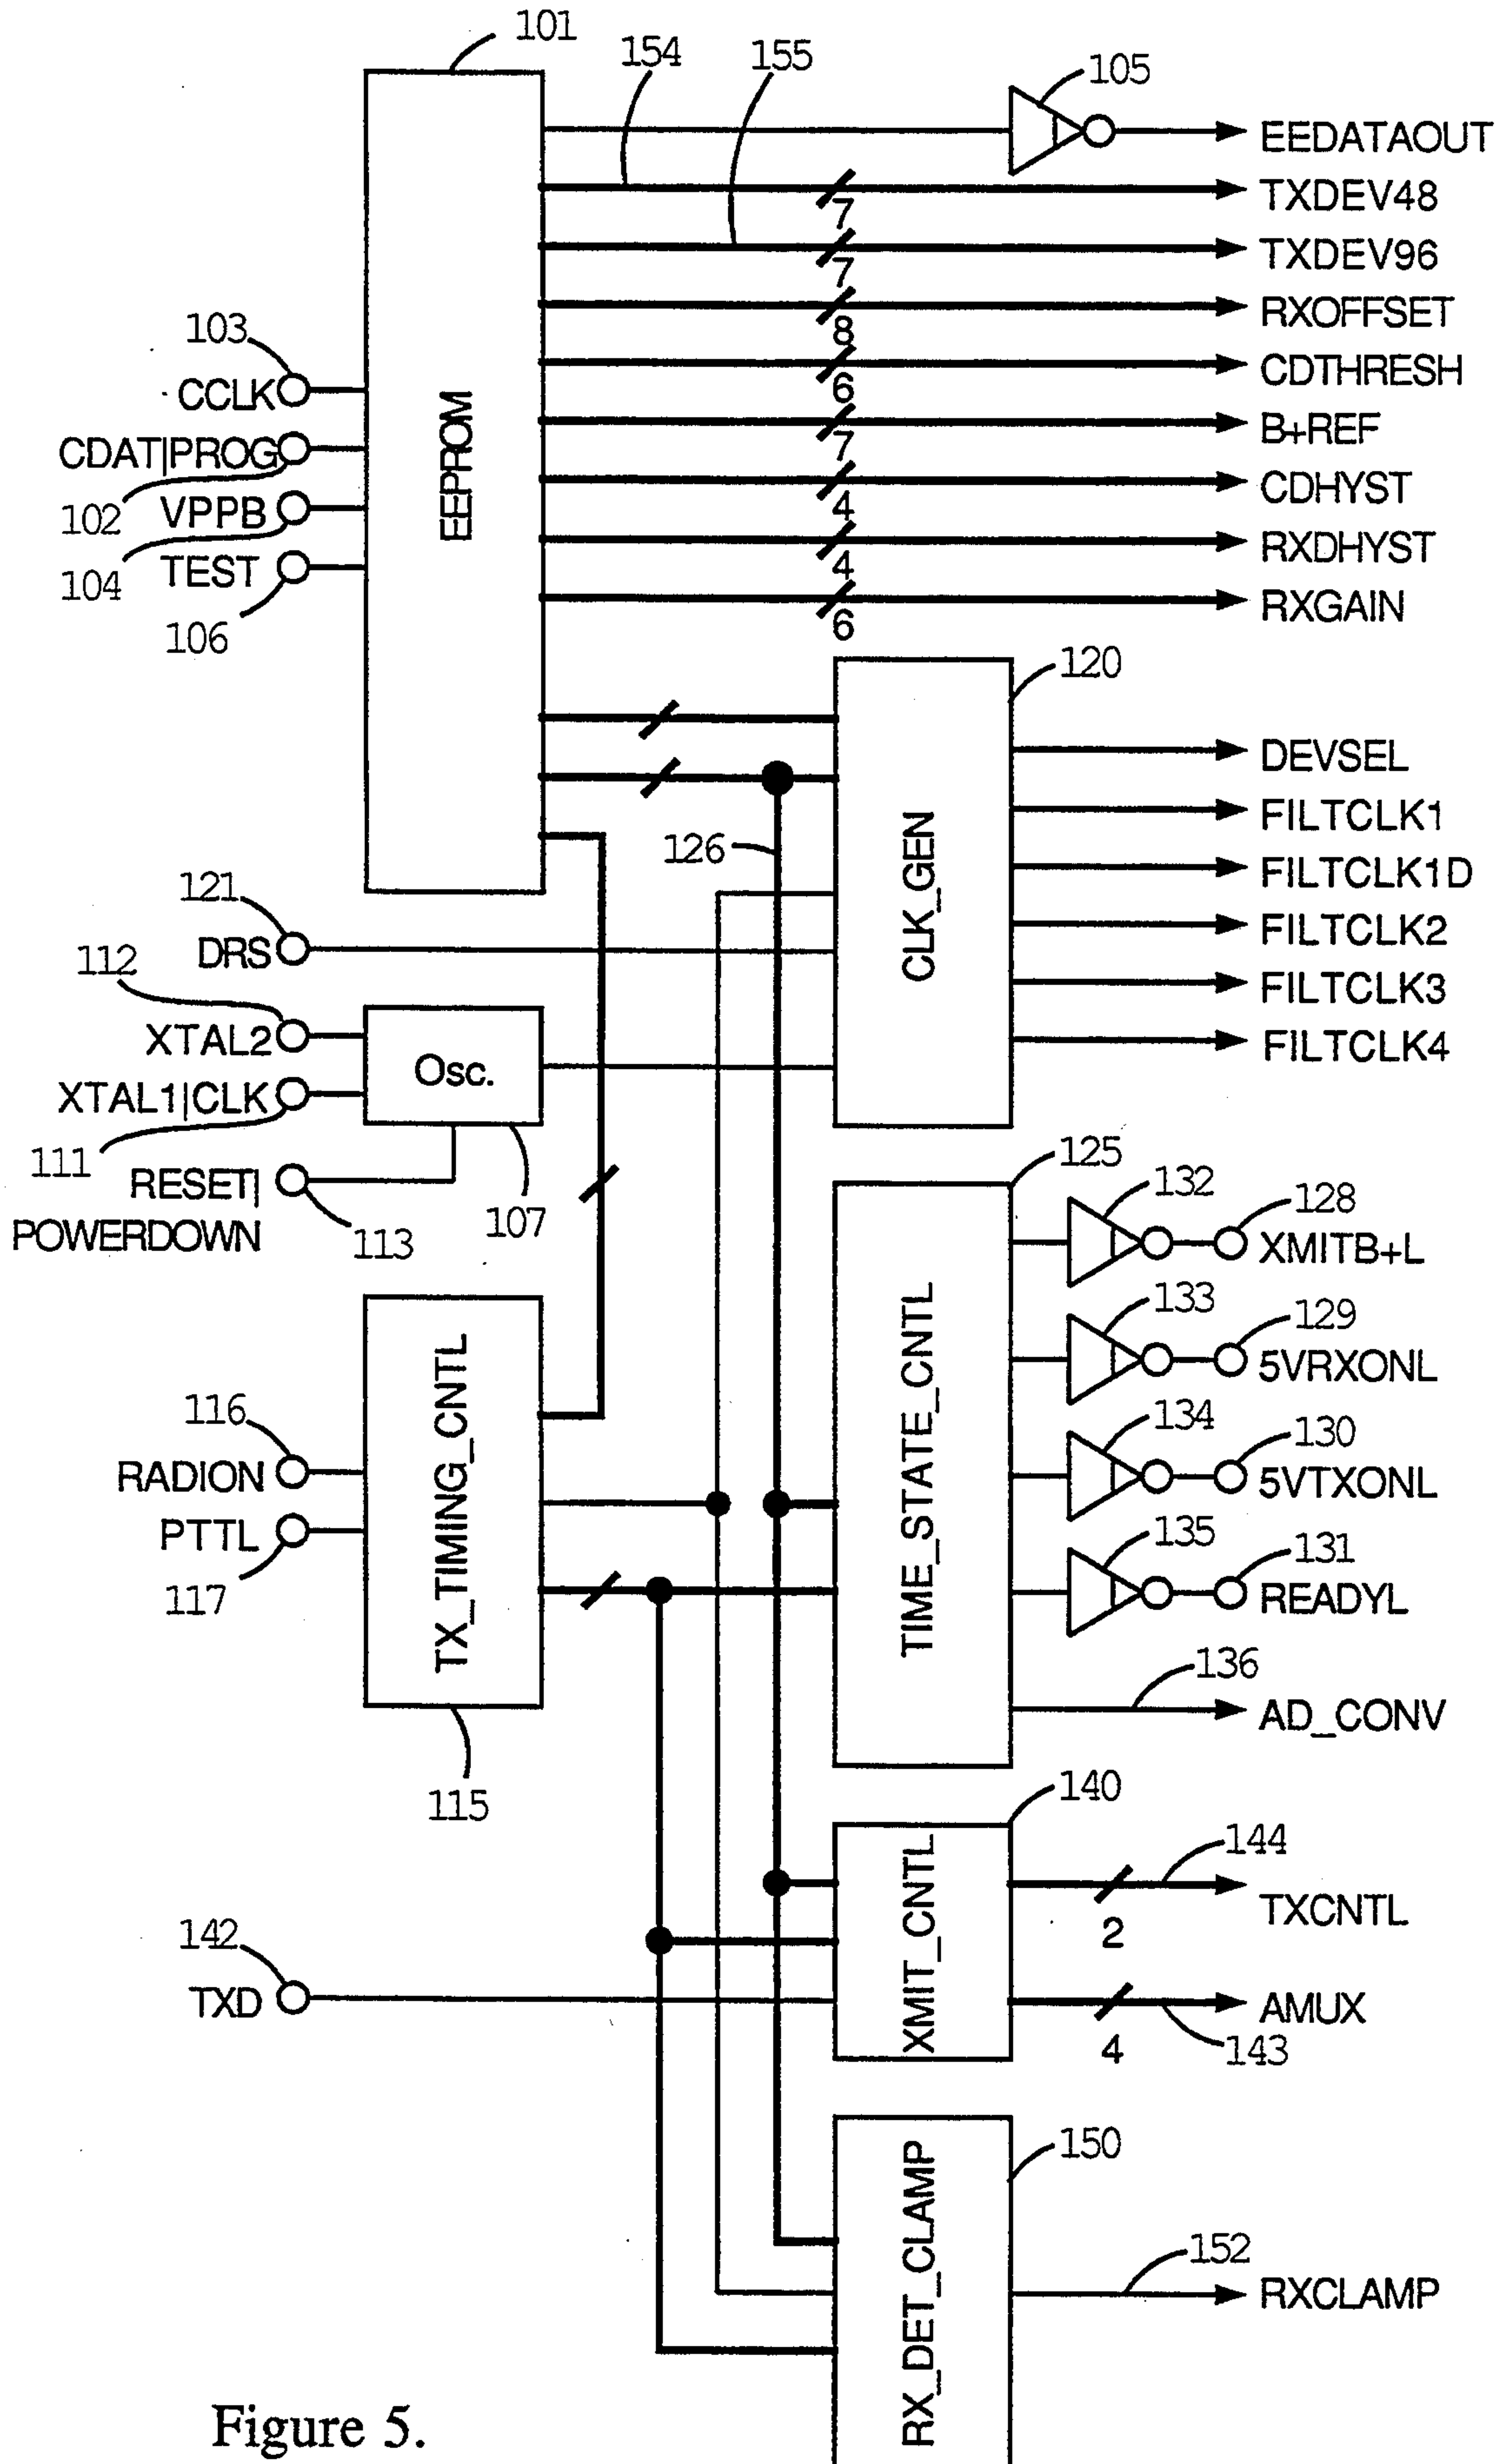 101
154
155
105
EEDATAOUT
7
TXDEV48
7
TXDEV96
8
RXOFFSET
6
CDTHRESH
7
B+REF
4
CDHYST
4
RXDHYST
6
RXGAIN
103
CCLK
CDAT|PROG
102
VPPB
104
TEST
106
EEPROM
120
CLK_GEN
DEVSEL
FILTCLK1
FILTCLK1D
FILTCLK2
FILTCLK3
FILTCLK4
126
121
DRS
112
XTAL2
XTAL1|CLK
111
Osc.
107
RESET|
POWERDOWN
113
125
TIME_STATE_CNTL
132
128
XMITB+L
133
129
5VRXONL
134
130
5VTXONL
135
131
READYL
136
AD_CONV
116
RADION
PTTL
117
TX_TIMING_CNTL
115
140
XMIT_CNTL
144
2
TXCNTL
4
AMUX
143
142
TXD
150
RX_DET_CLAMP
152
RXCLAMP
Figure 5.